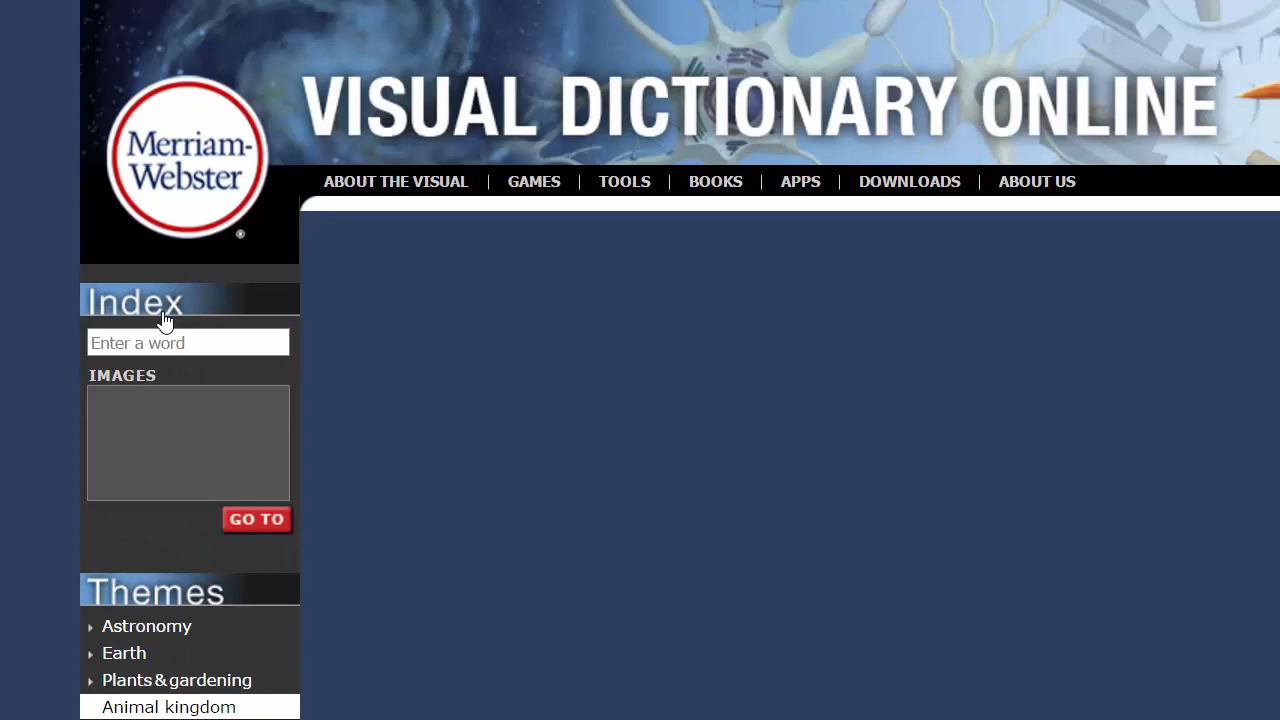 VISUAL DICTIONARY ONLINE
Merriam-
Webster
®
ABOUT THE VISUAL | GAMES | TOOLS | BOOKS | APPS | DOWNLOADS | ABOUT US
Index
Enter a word
IMAGES
GO TO
Themes
Astronomy
Earth
Plants & gardening
Animal kingdom